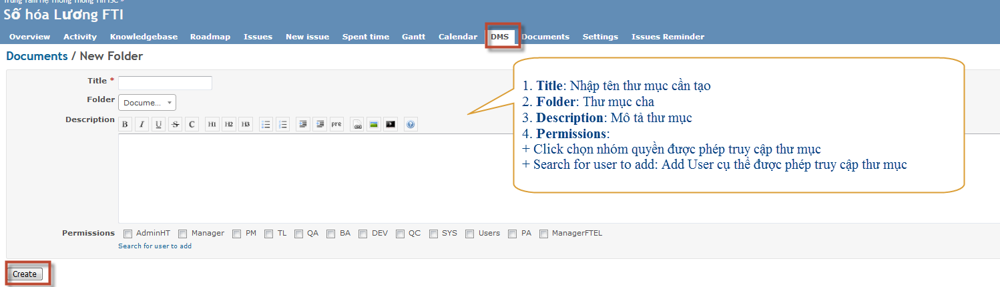 Trung Tâm Hệ Thống Thông Tin ISC »
Số hóa Lương FTI
Overview Activity Knowledgebase Roadmap Issues New issue Spent time Gantt Calendar DMS Documents Settings Issues Reminder
Documents / New Folder
Title *
Folder Docume...
Description B I U S C H1 H2 H3 pre
1. Title: Nhập tên thư mục cần tạo
2. Folder: Thư mục cha
3. Description: Mô tả thư mục
4. Permissions:
+ Click chọn nhóm quyền được phép truy cập thư mục
+ Search for user to add: Add User cụ thể được phép truy cập thư mục
Permissions AdminHT Manager PM TL QA BA DEV QC SYS Users PA ManagerFTEL
Search for user to add
Create